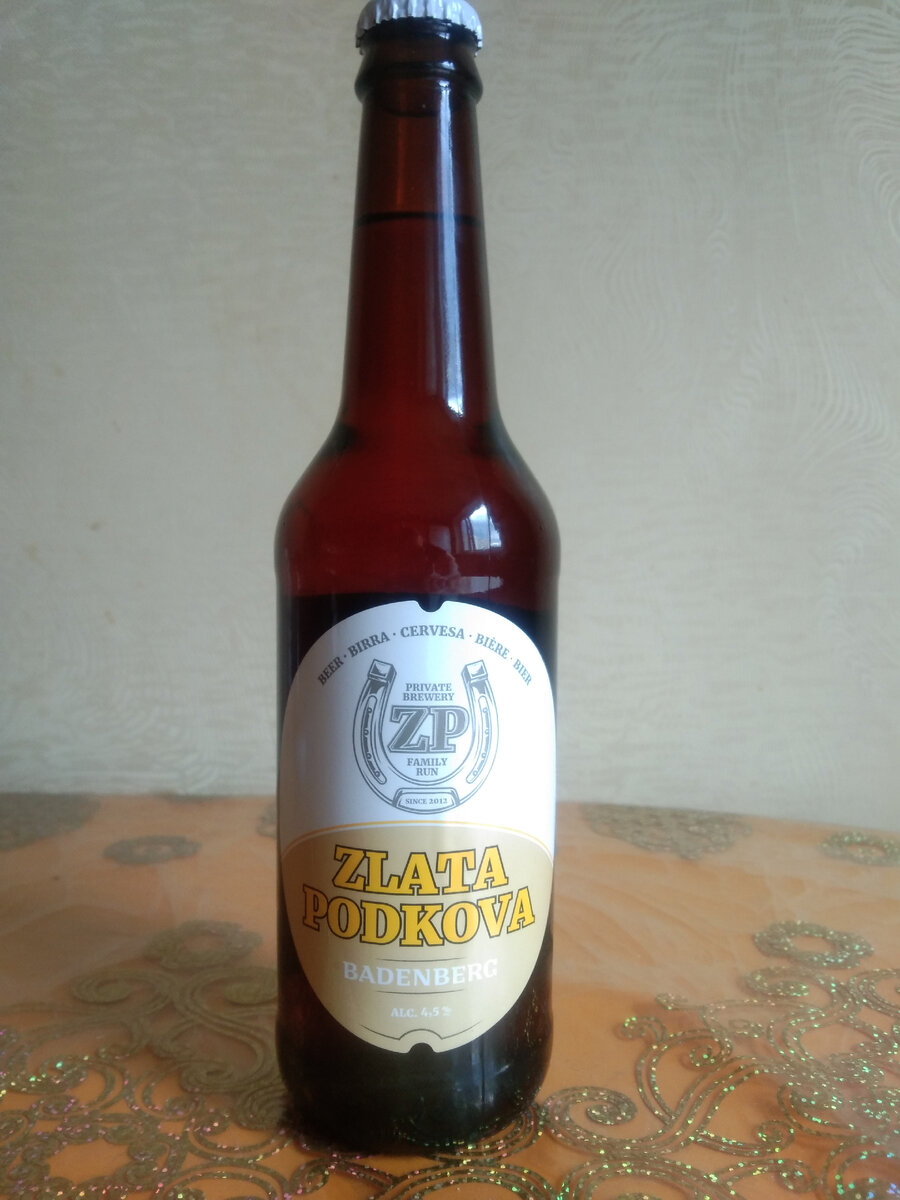 BEER · BIRRA · CERVESA · BIÈRE · BIER
PRIVATE
BREWERY
ZP
FAMILY
RUN
SINCE 2012
ZLATA
PODKOVA
BADENBERG
ALC. 4,5%